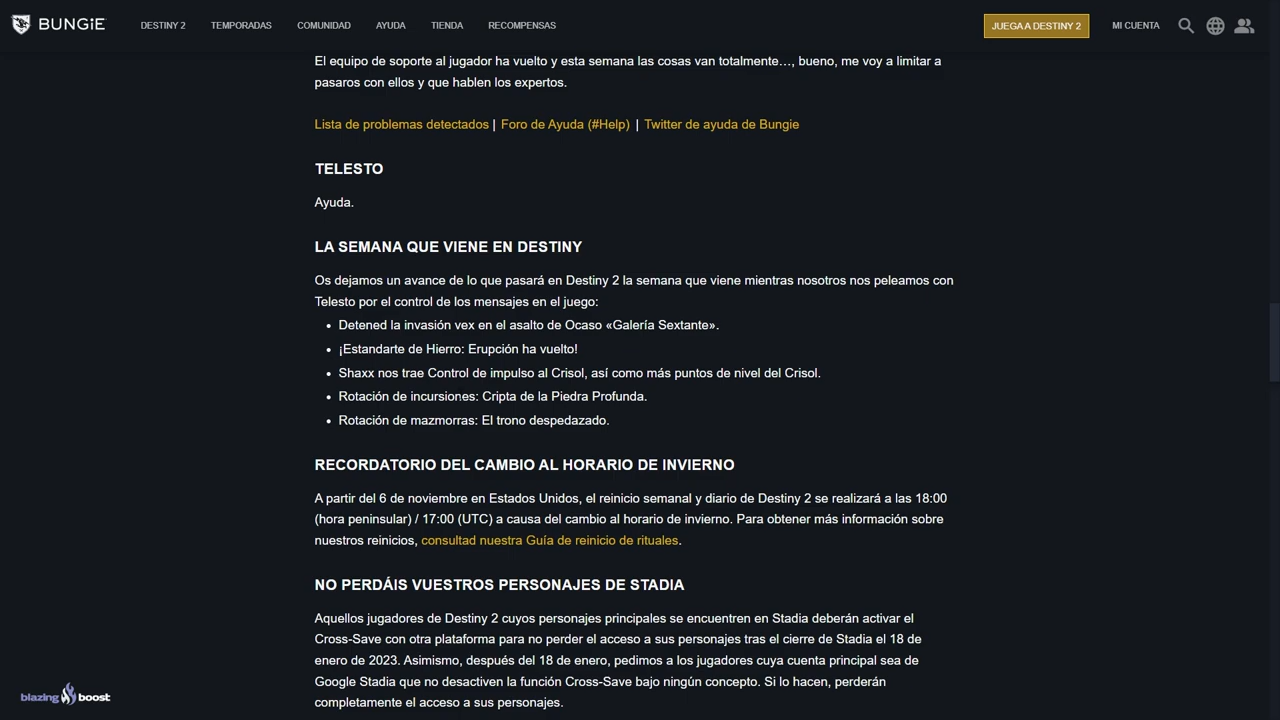 BUNGiE
DESTINY 2
TEMPORADAS
COMUNIDAD
AYUDA
TIENDA
RECOMPENSAS
JUEGA A DESTINY 2
MI CUENTA
El equipo de soporte al jugador ha vuelto y esta semana las cosas van totalmente…, bueno, me voy a limitar a
pasaros con ellos y que hablen los expertos.
Lista de problemas detectados | Foro de Ayuda (#Help) | Twitter de ayuda de Bungie
TELESTO
Ayuda.
LA SEMANA QUE VIENE EN DESTINY
Os dejamos un avance de lo que pasará en Destiny 2 la semana que viene mientras nosotros nos peleamos con
Telesto por el control de los mensajes en el juego:
• Detened la invasión vex en el asalto de Ocaso «Galería Sextante».
• ¡Estandarte de Hierro: Erupción ha vuelto!
• Shaxx nos trae Control de impulso al Crisol, así como más puntos de nivel del Crisol.
• Rotación de incursiones: Cripta de la Piedra Profunda.
• Rotación de mazmorras: El trono despedazado.
RECORDATORIO DEL CAMBIO AL HORARIO DE INVIERNO
A partir del 6 de noviembre en Estados Unidos, el reinicio semanal y diario de Destiny 2 se realizará a las 18:00
(hora peninsular) / 17:00 (UTC) a causa del cambio al horario de invierno. Para obtener más información sobre
nuestros reinicios, consultad nuestra Guía de reinicio de rituales.
NO PERDÁIS VUESTROS PERSONAJES DE STADIA
Aquellos jugadores de Destiny 2 cuyos personajes principales se encuentren en Stadia deberán activar el
Cross-Save con otra plataforma para no perder el acceso a sus personajes tras el cierre de Stadia el 18 de
enero de 2023. Asimismo, después del 18 de enero, pedimos a los jugadores cuya cuenta principal sea de
Google Stadia que no desactiven la función Cross-Save bajo ningún concepto. Si lo hacen, perderán
completamente el acceso a sus personajes.
blazing boost